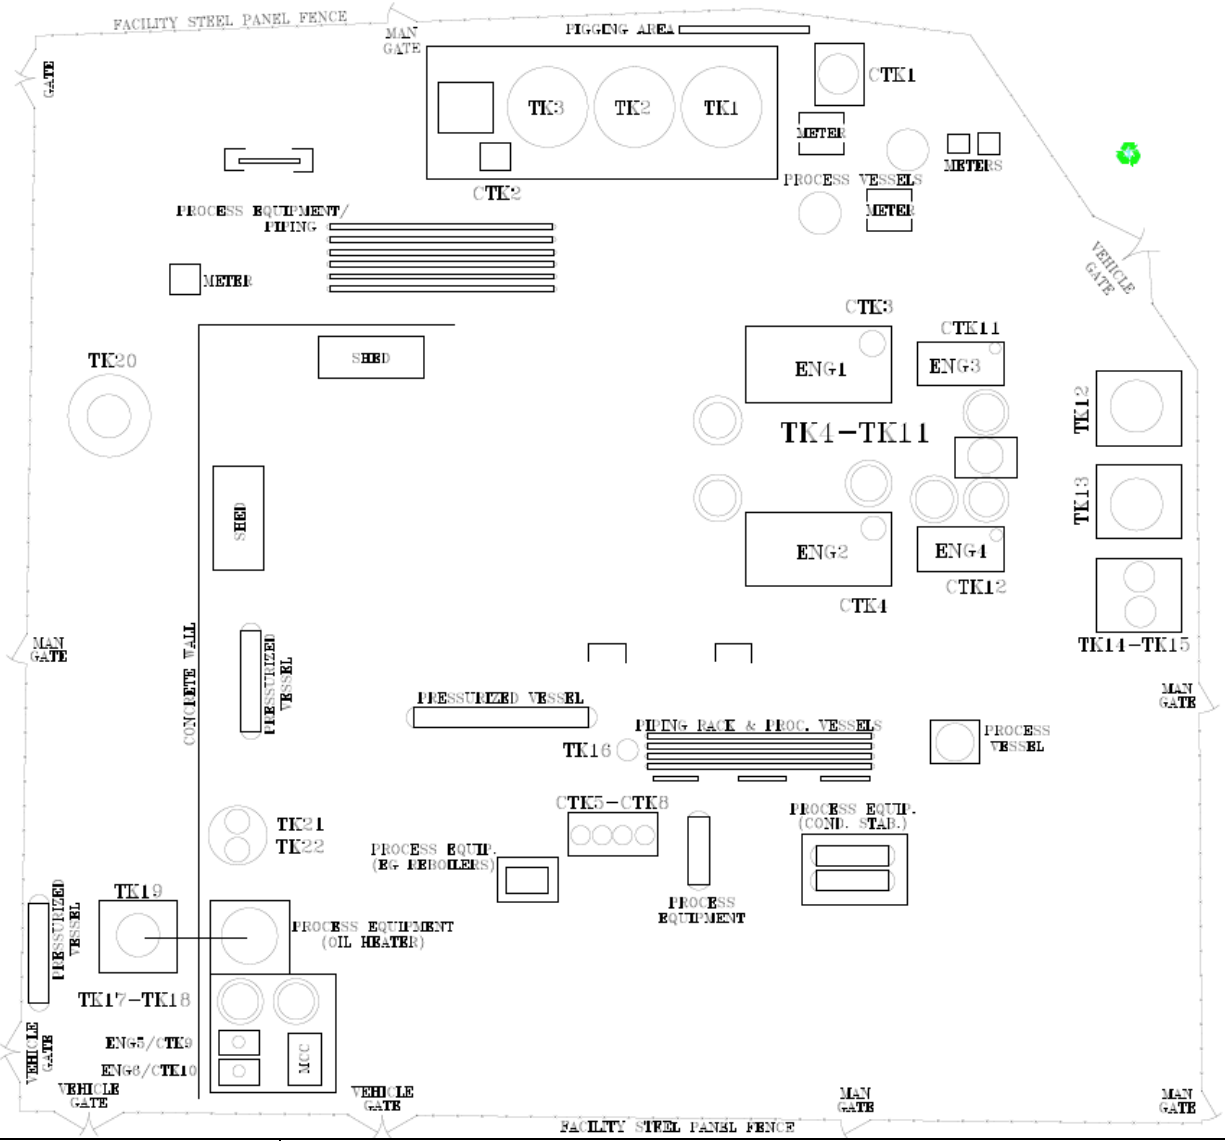 FACILITY STEEL PANEL FENCE
MAN
GATE
PIGGING AREA
GATE
CTK1
TK3
TK2
TK1
METER
METERS
CTK2
PROCESS VESSELS
METER
PROCESS EQUIPMENT/
PIPING
METER
VEHICLE
GATE
CTK3
CTK11
TK20
SHED
ENG1
ENG3
TK12
TK4-TK11
TK13
SHED
ENG2
ENG4
CTK12
CTK4
TK14-TK15
MAN
GATE
CONCRETE WALL
PRESSURIZED
VESSEL
PRESSURIZED VESSEL
MAN
GATE
PIPING RACK & PROC. VESSELS
PROCESS
VESSEL
TK16
CTK5-CTK8
PROCESS EQUIP.
(COND. STAB.)
TK21
TK22
PROCESS EQUIP.
(EG REBOILERS)
TK19
PROCESS
EQUIPMENT
PRESSURIZED
VESSEL
PROCESS EQUIPMENT
(OIL HEATER)
TK17-TK18
VEHICLE
GATE
ENG5/CTK9
MCC
ENG6/CTK10
VEHICLE
GATE
VEHICLE
GATE
MAN
GATE
MAN
GATE
FACILITY STEEL PANEL FENCE